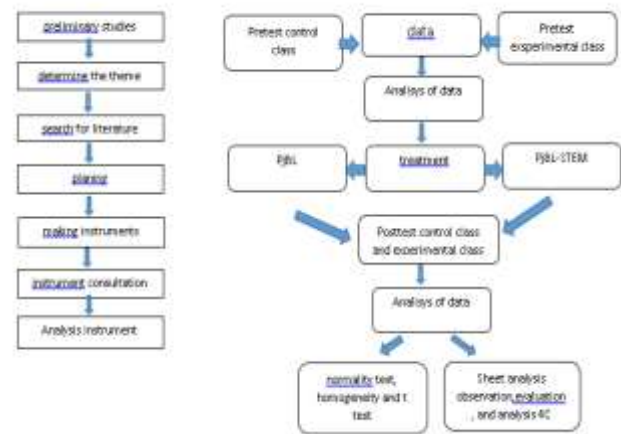 preliminary studies
determine the theme
search for literature
planing
making instruments
instrument consultation
Analysis instrument
Pretest control
class
data
Pretest
exsperimental class
Analisys of data
PjBL
treatment
PjBL-STEM
Posttest control class
and experimental class
Analisys of data
normality test,
homogeneity and t
test
Sheet analysis
observation, evaluation
, and analysis 4C